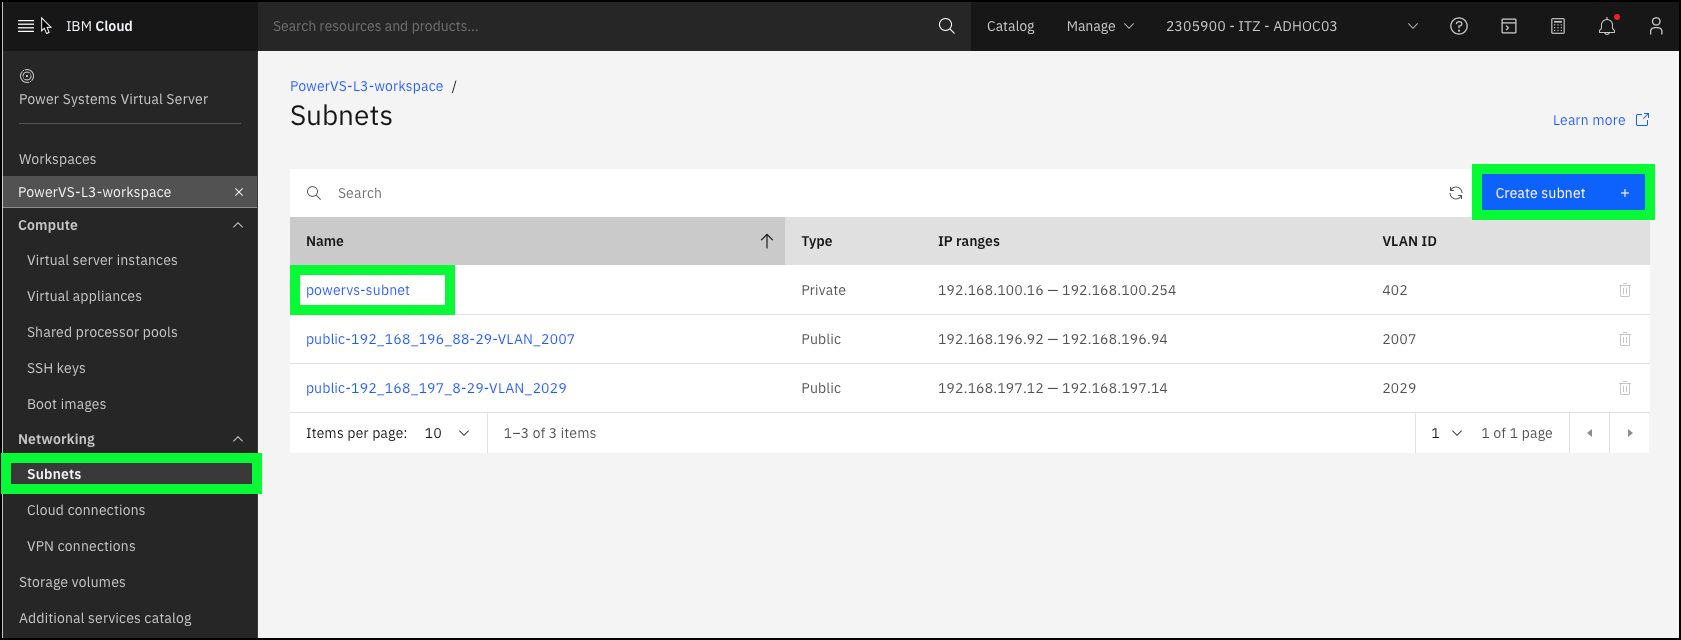 IBM Cloud
Search resources and products...
Catalog
Manage
2305900 - ITZ - ADHOC03
Power Systems Virtual Server
Workspaces
PowerVS-L3-workspace
Compute
Virtual server instances
Virtual appliances
Shared processor pools
SSH keys
Boot images
Networking
Subnets
Cloud connections
VPN connections
Storage volumes
Additional services catalog
PowerVS-L3-workspace /
Subnets
Learn more
Search
Create subnet +
Name Type IP ranges VLAN ID
powervs-subnet Private 192.168.100.16 — 192.168.100.254 402
public-192_168_196_88-29-VLAN_2007 Public 192.168.196.92 — 192.168.196.94 2007
public-192_168_197_8-29-VLAN_2029 Public 192.168.197.12 — 192.168.197.14 2029
Items per page: 10 1–3 of 3 items 1 1 of 1 page